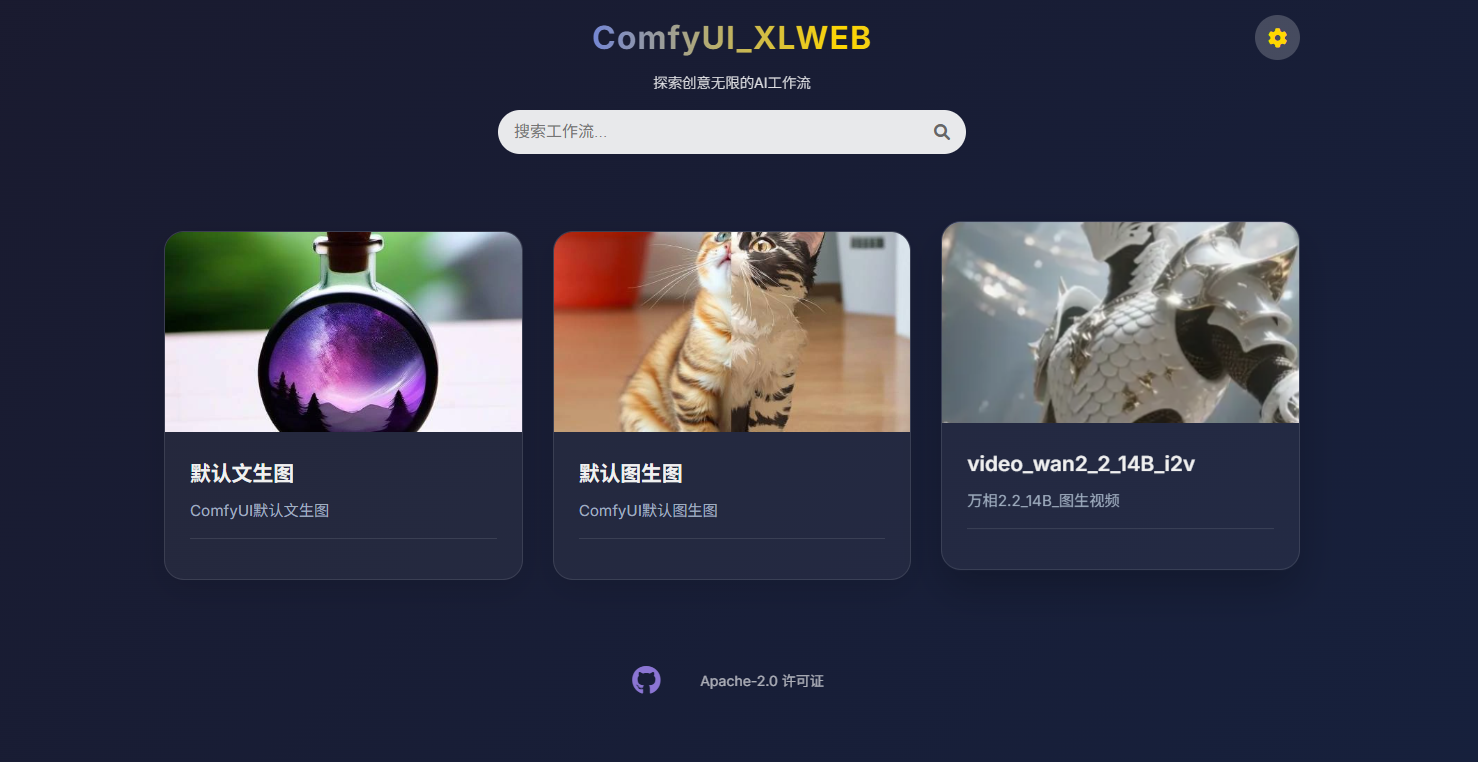 ComfyUI_XLWEB
探索创意无限的AI工作流
搜索工作流...
默认文生图
ComfyUI默认文生图
默认图生图
ComfyUI默认图生图
video_wan2_2_14B_i2v
万相2.2_14B_图生视频
Apache-2.0 许可证